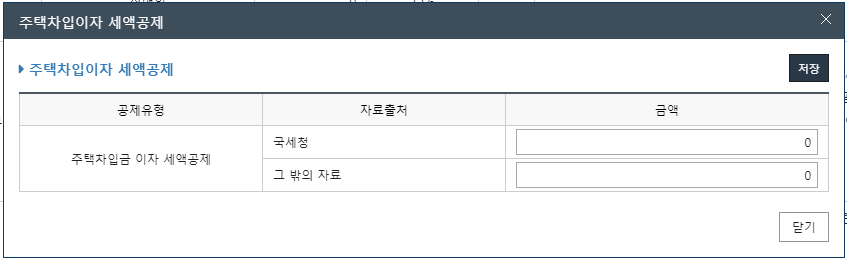 주택차입이자 세액공제
주택차입이자 세액공제
저장
공제유형 자료출처 금액
주택차입금 이자 세액공제
국세청 0
그 밖의 자료 0
닫기